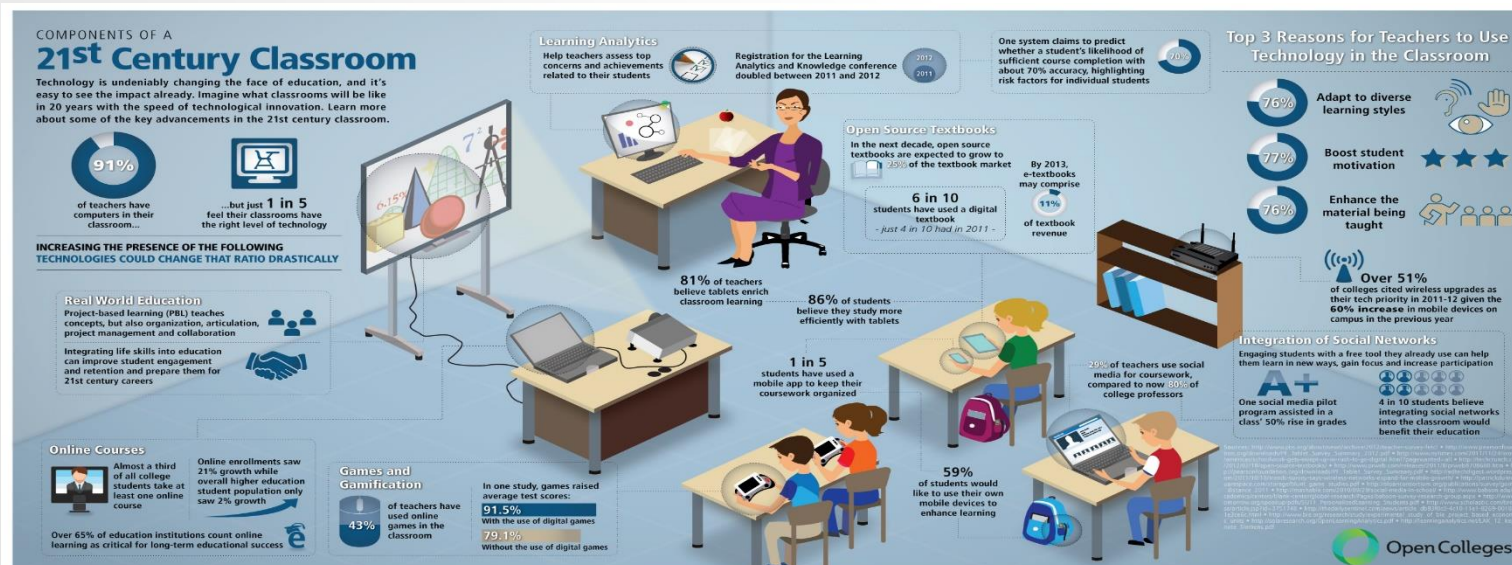 COMPONENTS OF A
21st Century Classroom
Technology is undeniably changing the face of education, and it's
easy to see the impact already. Imagine what classrooms will be like
in 20 years with the speed of technological innovation. Learn more
about some of the key advancements in the 21st century classroom.
91%
of teachers have
computers in their
classroom...
...but just 1 in 5
feel their classrooms have
the right level of technology
INCREASING THE PRESENCE OF THE FOLLOWING
TECHNOLOGIES COULD CHANGE THAT RATIO DRASTICALLY
Real World Education
Project-based learning (PBL) teaches
concepts, but also organization, articulation,
project management and collaboration
Integrating life skills into education
can improve student engagement
and retention and prepare them for
21st century careers
Online Courses
Almost a third
of all college
students take at
least one online
course
Online enrollments saw
21% growth while
overall higher education
student population only
saw 2% growth
Over 65% of education institutions count online
learning as critical for long-term educational success
6.15%
7²
Games and
Gamification
43%
of teachers have
used online
games in the
classroom
In one study, games raised
average test scores:
91.5%
With the use of digital games
79.1%
Without the use of digital games
Learning Analytics
Help teachers assess top
concerns and achievements
related to their students
Registration for the Learning
Analytics and Knowledge conference
doubled between 2011 and 2012
2012
2011
One system claims to predict
whether a student's likelihood of
sufficient course completion with
about 70% accuracy, highlighting
risk factors for individual students
70%
Open Source Textbooks
In the next decade, open source
textbooks are expected to grow to
25% of the textbook market
6 in 10
students have used a digital
textbook
- just 4 in 10 had in 2011 -
By 2013,
e-textbooks
may comprise
11%
of textbook
revenue
81% of teachers
believe tablets enrich
classroom learning
86% of students
believe they study more
efficiently with tablets
1 in 5
students have used a
mobile app to keep their
coursework organized
29% of teachers use social
media for coursework,
compared to now 80% of
college professors
59%
of students would
like to use their own
mobile devices to
enhance learning
Top 3 Reasons for Teachers to Use
Technology in the Classroom
76%
Adapt to diverse
learning styles
77%
Boost student
motivation
76%
Enhance the
material being
taught
Over 51%
of colleges cited wireless upgrades as
their tech priority in 2011-12 given the
60% increase in mobile devices on
campus in the previous year
Integration of Social Networks
Engaging students with a free tool they already use can help
them learn in new ways, gain focus and increase participation
A+
One social media pilot
program assisted in a
class' 50% rise in grades
4 in 10 students believe
integrating social networks
into the classroom would
benefit their education
Open Colleges